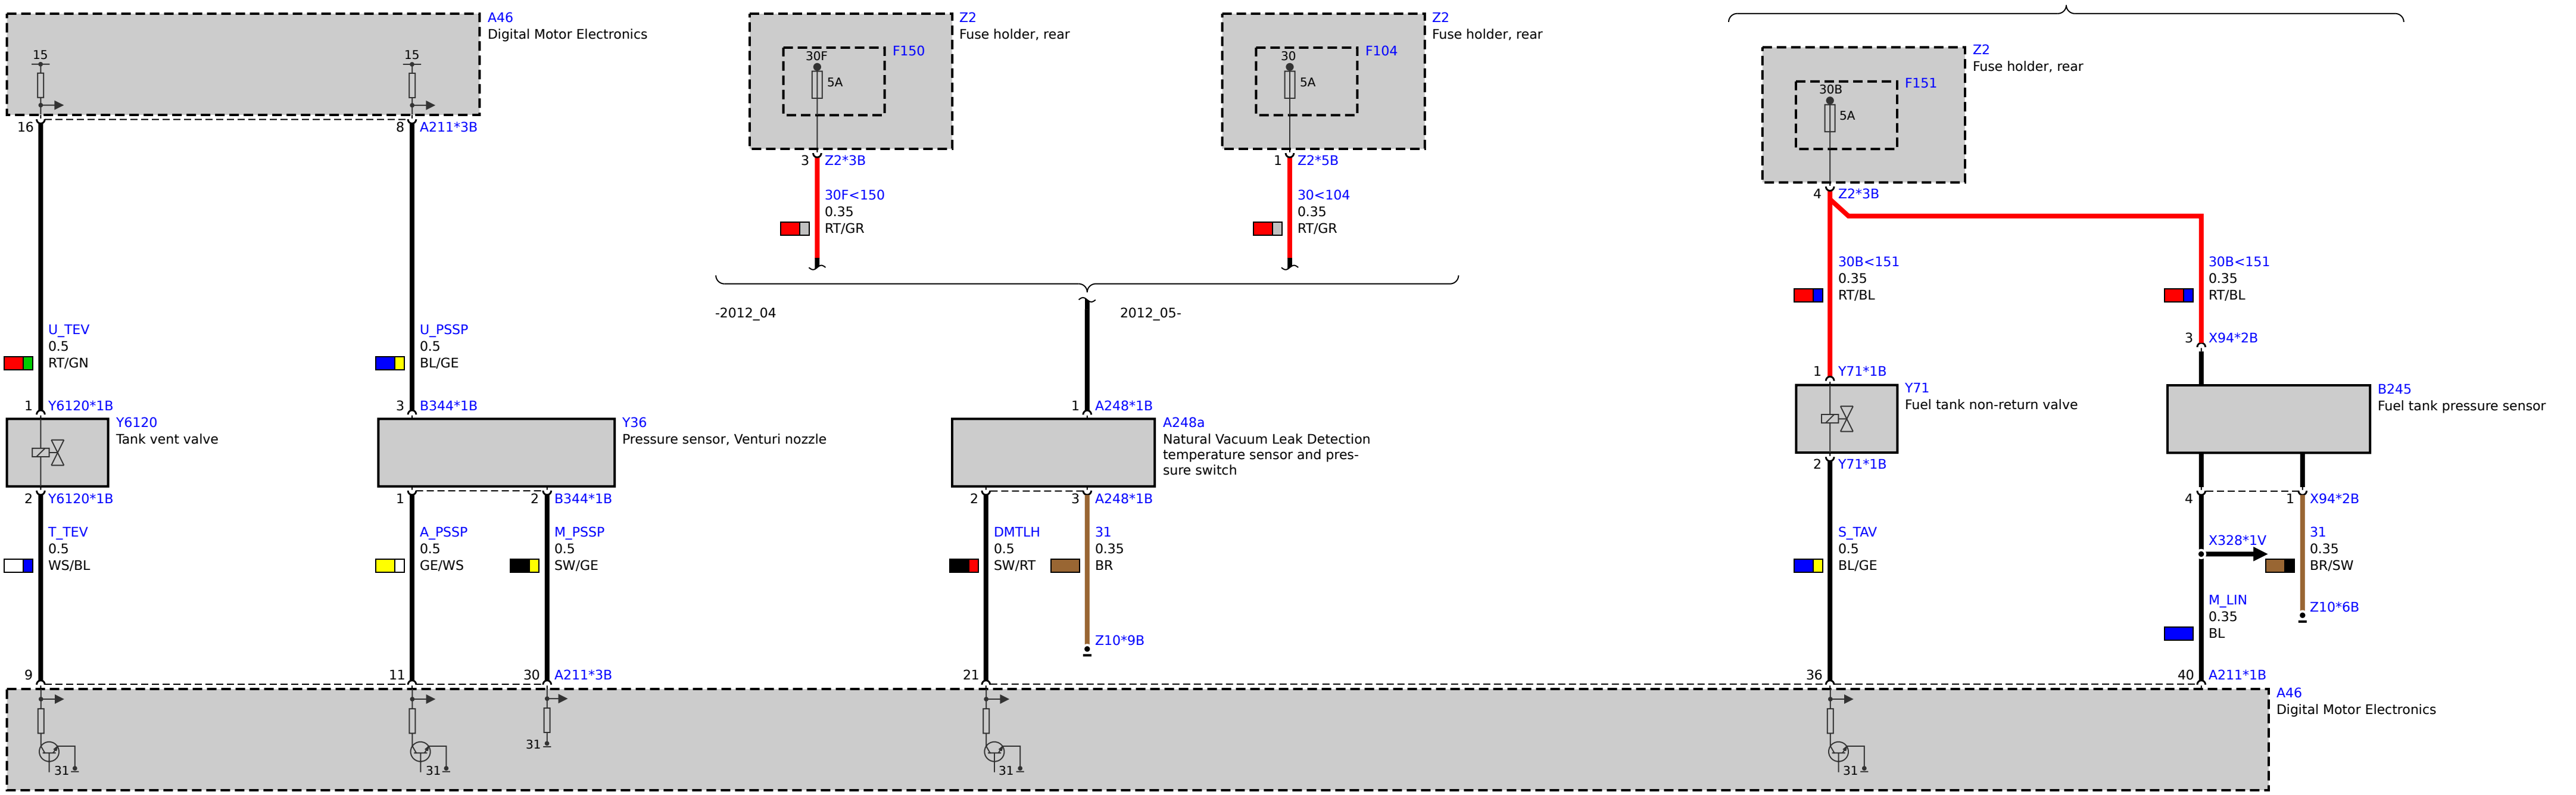 A46
Digital Motor Electronics
15
15
16
8
A211*3B
Z2
Fuse holder, rear
F150
30F
5A
3
Z2*3B
30F<150
0.35
RT/GR
Z2
Fuse holder, rear
F104
30
5A
1
Z2*5B
30<104
0.35
RT/GR
-2012_04
2012_05-
Z2
Fuse holder, rear
F151
30B
5A
4
Z2*3B
30B<151
0.35
RT/BL
30B<151
0.35
RT/BL
U_TEV
0.5
RT/GN
U_PSSP
0.5
BL/GE
3
X94*2B
1
Y71*1B
1
Y6120*1B
3
B344*1B
1
A248*1B
Y6120
Tank vent valve
Y36
Pressure sensor, Venturi nozzle
A248a
Natural Vacuum Leak Detection
temperature sensor and pres-
sure switch
Y71
Fuel tank non-return valve
B245
Fuel tank pressure sensor
2
Y71*1B
2
Y6120*1B
1
2
B344*1B
2
3
A248*1B
4
1
X94*2B
T_TEV
0.5
WS/BL
A_PSSP
0.5
GE/WS
M_PSSP
0.5
SW/GE
DMTLH
0.5
SW/RT
31
0.35
BR
S_TAV
0.5
BL/GE
X328*1V
31
0.35
BR/SW
M_LIN
0.35
BL
Z10*6B
Z10*9B
9
11
30
A211*3B
21
36
40
A211*1B
A46
Digital Motor Electronics
31
31
31
31
31